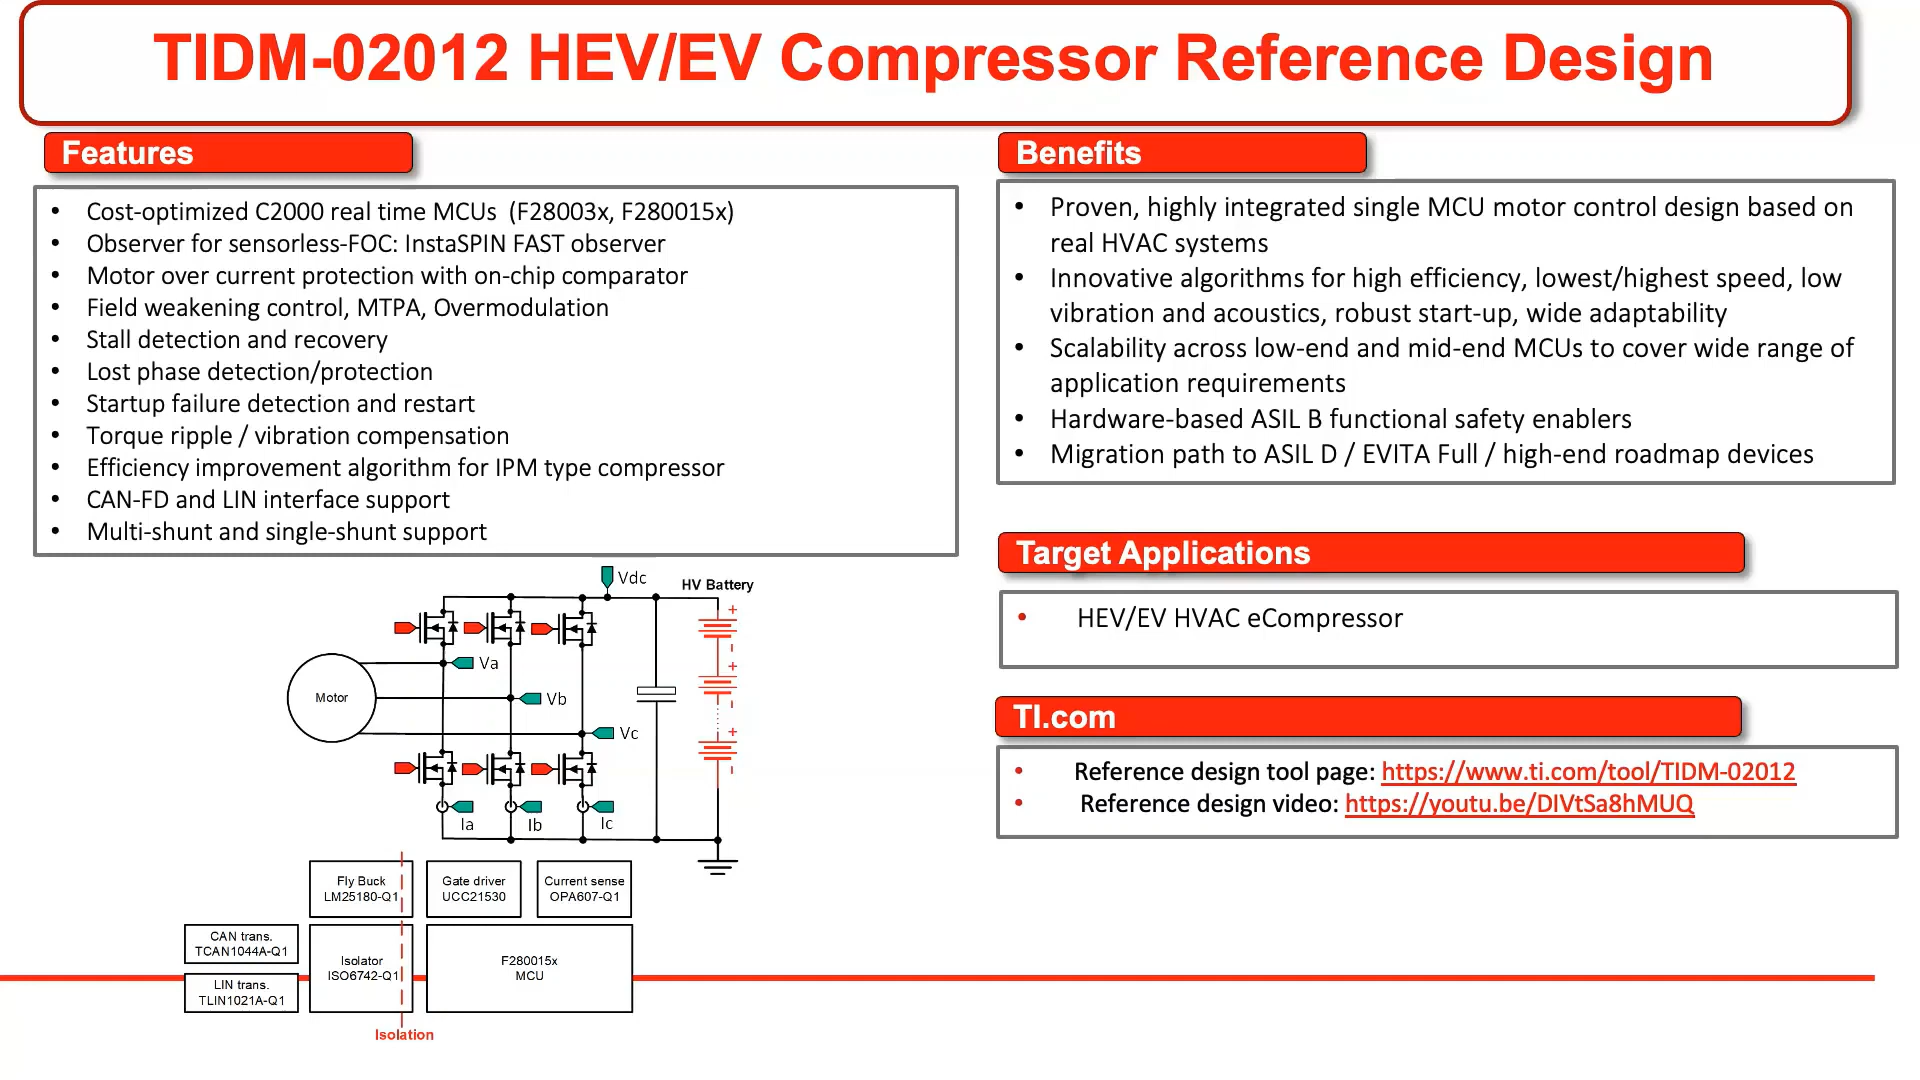 TIDM-02012 HEV/EV Compressor Reference Design
Features
• Cost-optimized C2000 real time MCUs (F28003x, F280015x)
• Observer for sensorless-FOC: InstaSPIN FAST observer
• Motor over current protection with on-chip comparator
• Field weakening control, MTPA, Overmodulation
• Stall detection and recovery
• Lost phase detection/protection
• Startup failure detection and restart
• Torque ripple / vibration compensation
• Efficiency improvement algorithm for IPM type compressor
• CAN-FD and LIN interface support
• Multi-shunt and single-shunt support
Benefits
• Proven, highly integrated single MCU motor control design based on
real HVAC systems
• Innovative algorithms for high efficiency, lowest/highest speed, low
vibration and acoustics, robust start-up, wide adaptability
• Scalability across low-end and mid-end MCUs to cover wide range of
application requirements
• Hardware-based ASIL B functional safety enablers
• Migration path to ASIL D / EVITA Full / high-end roadmap devices
Target Applications
• HEV/EV HVAC eCompressor
TI.com
• Reference design tool page: https://www.ti.com/tool/TIDM-02012
• Reference design video: https://youtu.be/DIVtSa8hMUQ
Vdc
HV Battery
Va
Motor
Vb
Vc
Ia
Ib
Ic
Fly Buck
LM25180-Q1
Gate driver
UCC21530
Current sense
OPA607-Q1
CAN trans.
TCAN1044A-Q1
LIN trans.
TLIN1021A-Q1
Isolator
ISO6742-Q1
F280015x
MCU
Isolation